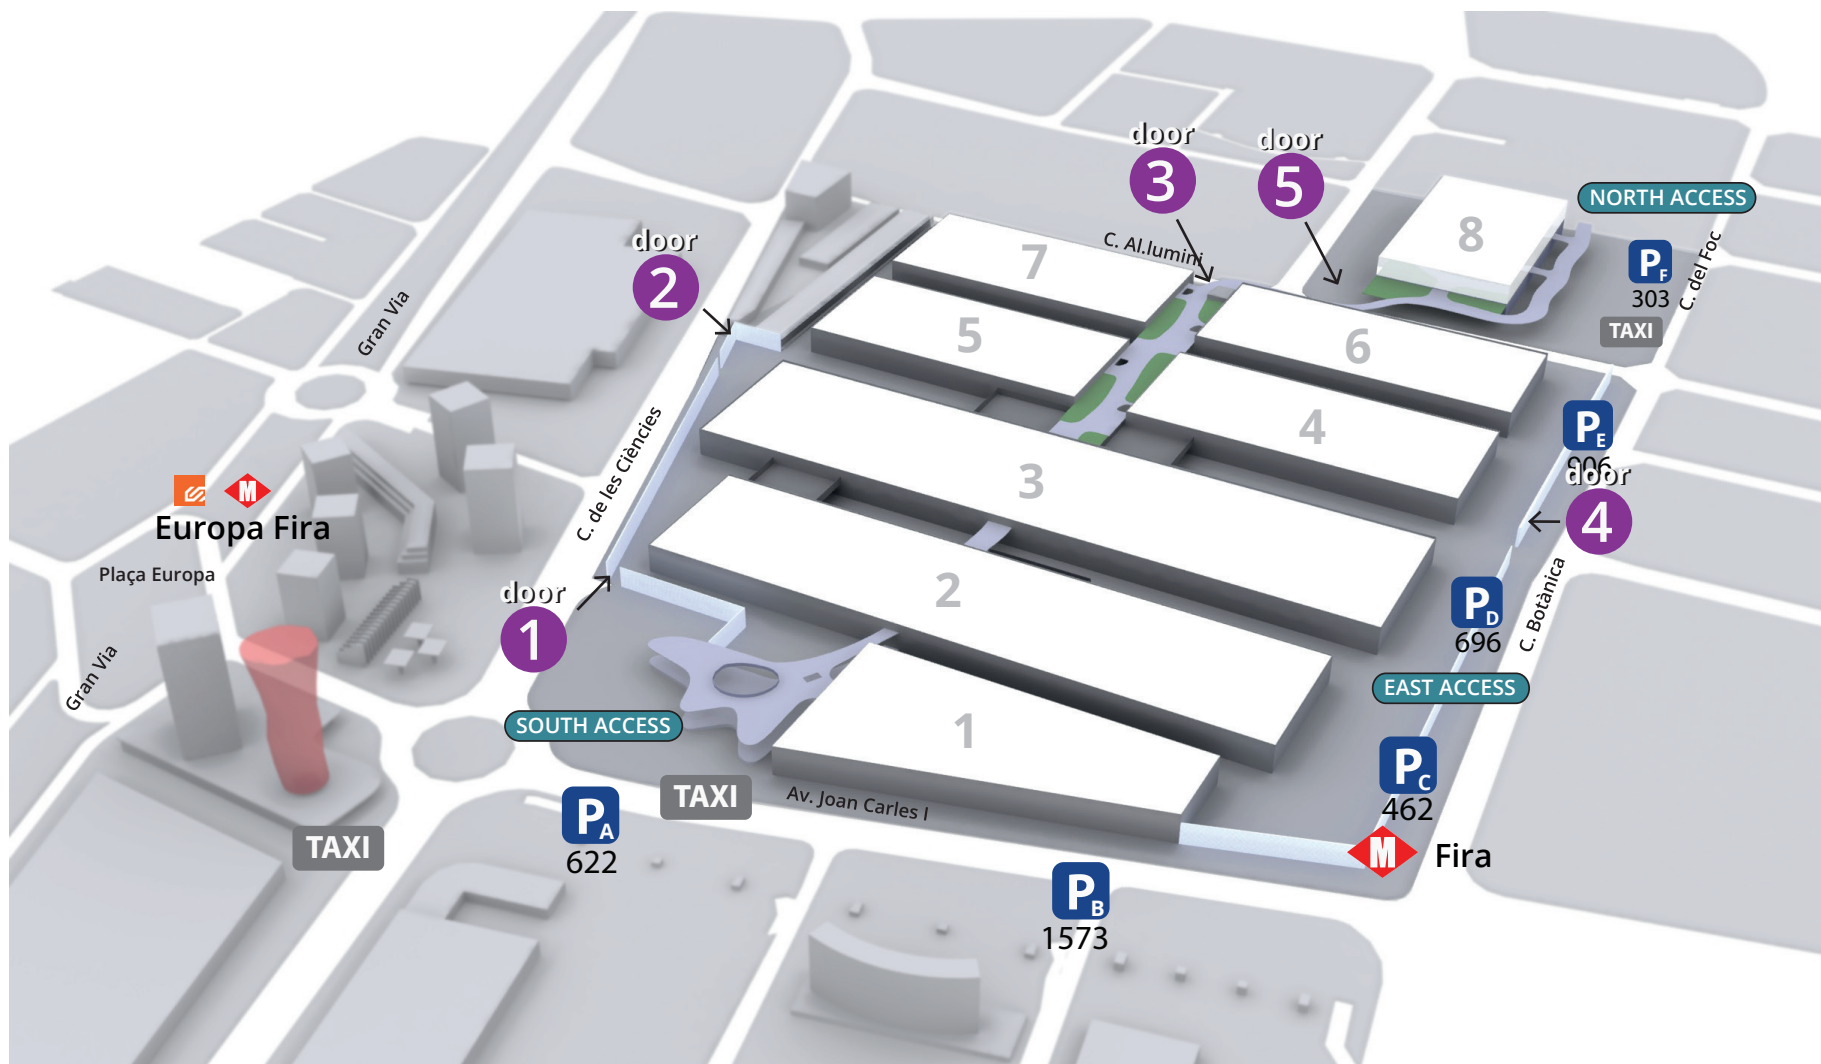 door
3
door
5
NORTH ACCESS
door
2
C. Al.lumini
7
8
P F
303
C. del Foc
TAXI
Gran Via
5
6
4
P E
906
door
4
C. de les Ciències
3
M
Europa Fira
Plaça Europa
door
1
2
P D
696
C. Botànica
Gran Via
EAST ACCESS
SOUTH ACCESS
1
P C
462
TAXI
Av. Joan Carles I
P A
622
TAXI
M
Fira
P B
1573